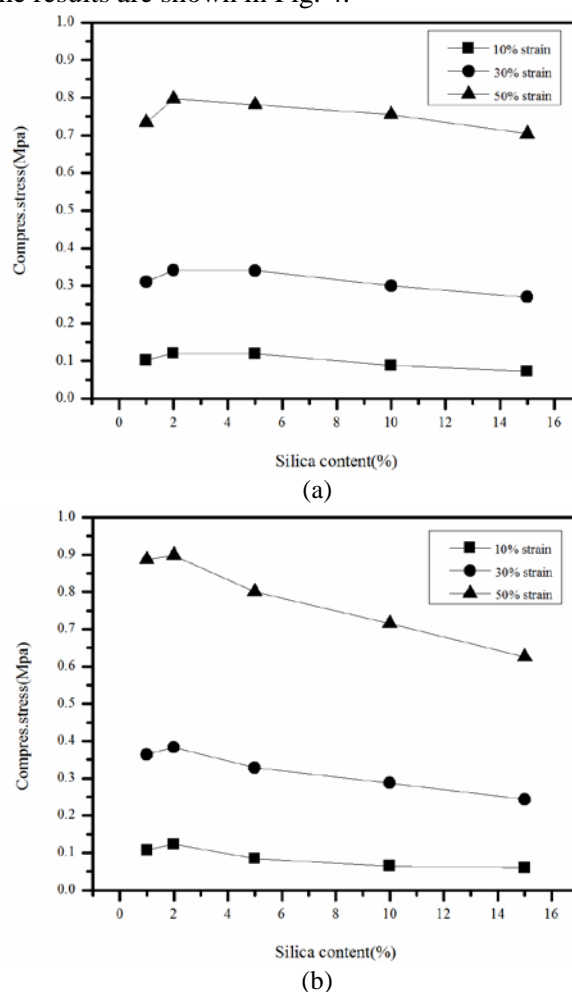 results are shown in Fig.
1.0
0.9
0.8
0.7
0.6
0.5
0.4
0.3
0.2
0.1
0.0
Compres.stress(Mpa)
10% strain
30% strain
50% strain
0 2 4 6 8 10 12 14 16
Silica content(%)
(a)
1.0
0.9
0.8
0.7
0.6
0.5
0.4
0.3
0.2
0.1
0.0
Compres.stress(Mpa)
10% strain
30% strain
50% strain
0 2 4 6 8 10 12 14 16
Silica content(%)
(b)